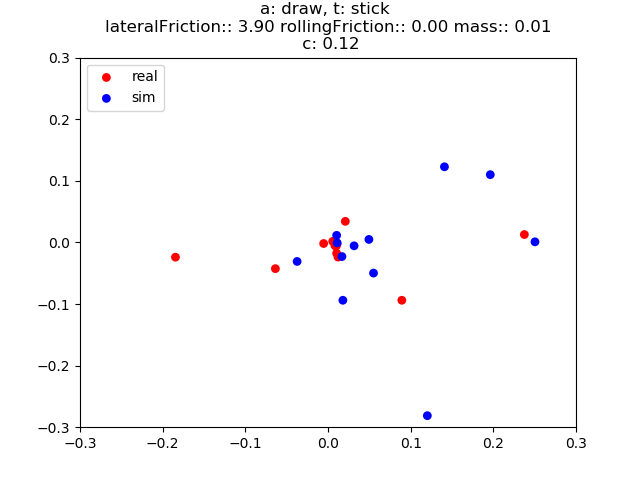 a: draw, t: stick
lateralFriction:: 3.90 rollingFriction:: 0.00 mass:: 0.01
c: 0.12
real
sim
0.3
0.2
0.1
0.0
−0.1
−0.2
−0.3
−0.3 −0.2 −0.1 0.0 0.1 0.2 0.3